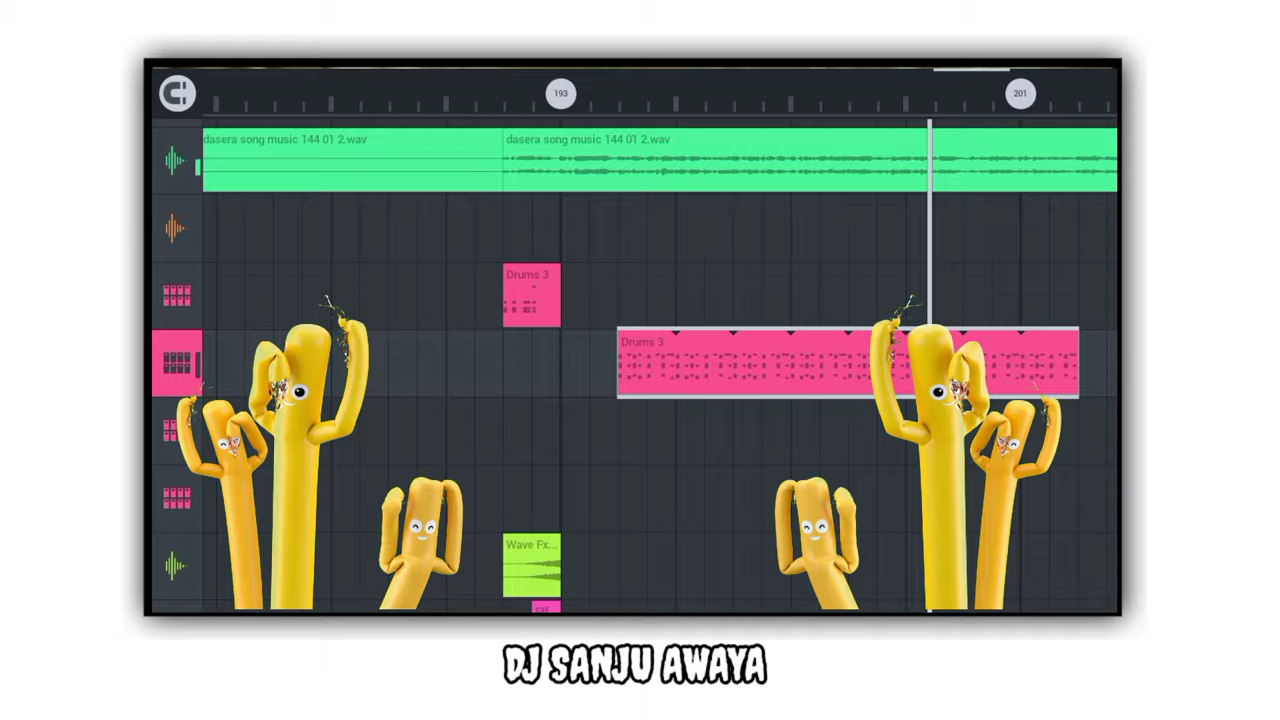 193
201
dasera song music 144 01 2.wav
dasera song music 144 01 2.wav
Drums 3
Drums 3
Wave Fx...
DJ SANJU AWAYA